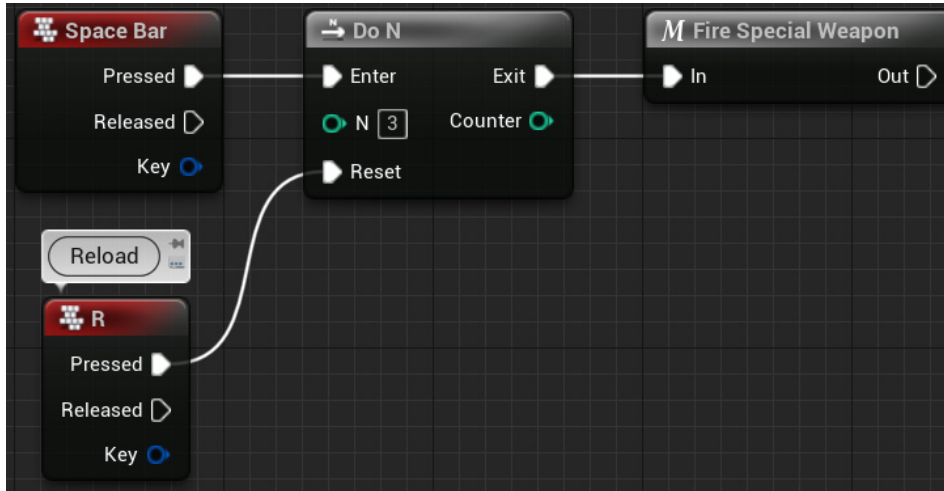 Space Bar
Pressed
Released
Key
N
Do N
Enter
Exit
N 3
Counter
Reset
M Fire Special Weapon
In
Out
Reload
R
Pressed
Released
Key